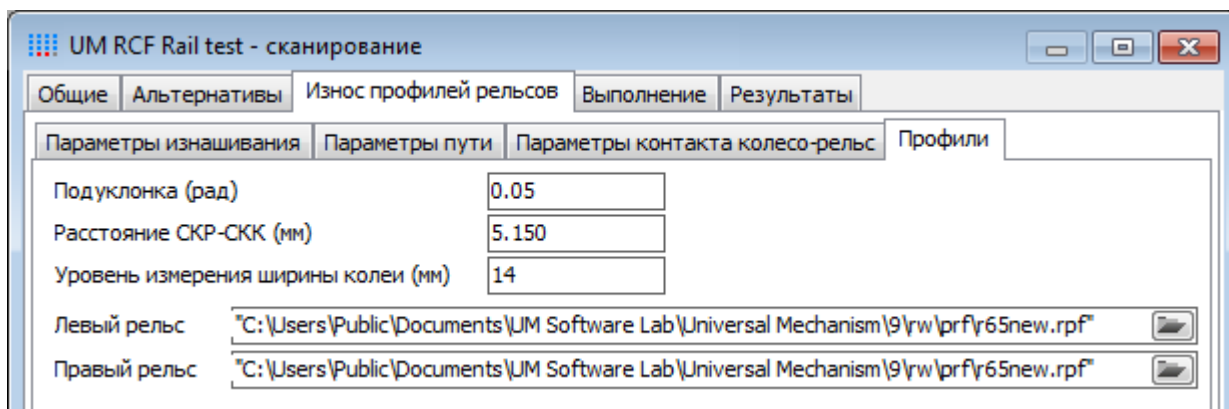 UM RCF Rail test - сканирование
Общие Альтернативы Износ профилей рельсов Выполнение Результаты
Параметры изнашивания Параметры пути Параметры контакта колесо-рельс Профили
Подуклонка (рад) 0.05
Расстояние СКР-СКК (мм) 5.150
Уровень измерения ширины колеи (мм) 14
Левый рельс "C:\Users\Public\Documents\UM Software Lab\Universal Mechanism\9\rw\prf\r65new.rpf"
Правый рельс "C:\Users\Public\Documents\UM Software Lab\Universal Mechanism\9\rw\prf\r65new.rpf"